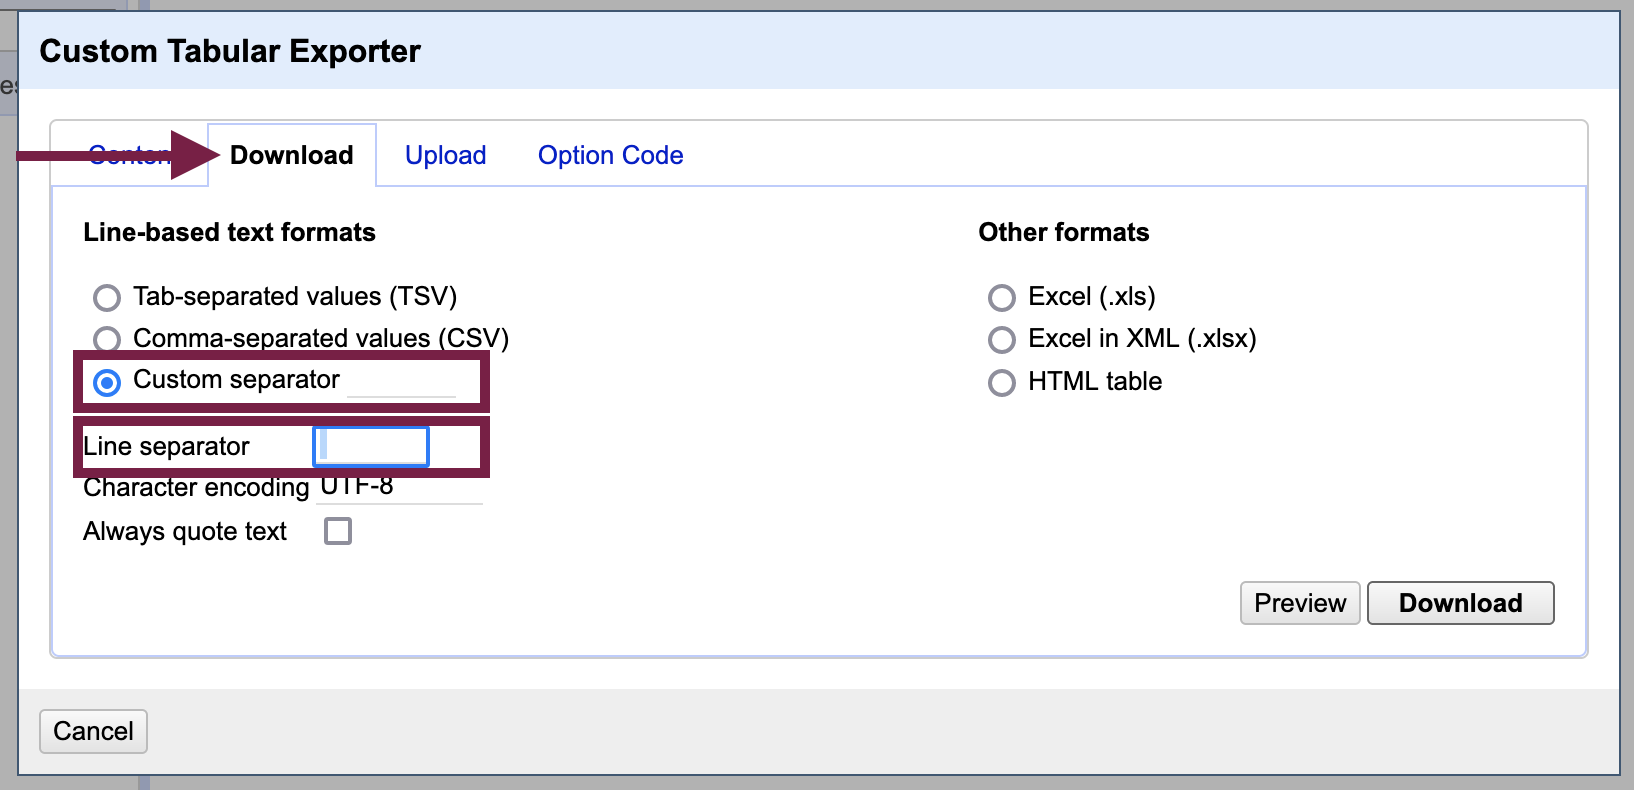 Custom Tabular Exporter
Content Download Upload Option Code
Line-based text formats
Tab-separated values (TSV)
Comma-separated values (CSV)
Custom separator
Line separator
Character encoding UTF-8
Always quote text
Other formats
Excel (.xls)
Excel in XML (.xlsx)
HTML table
Preview Download
Cancel